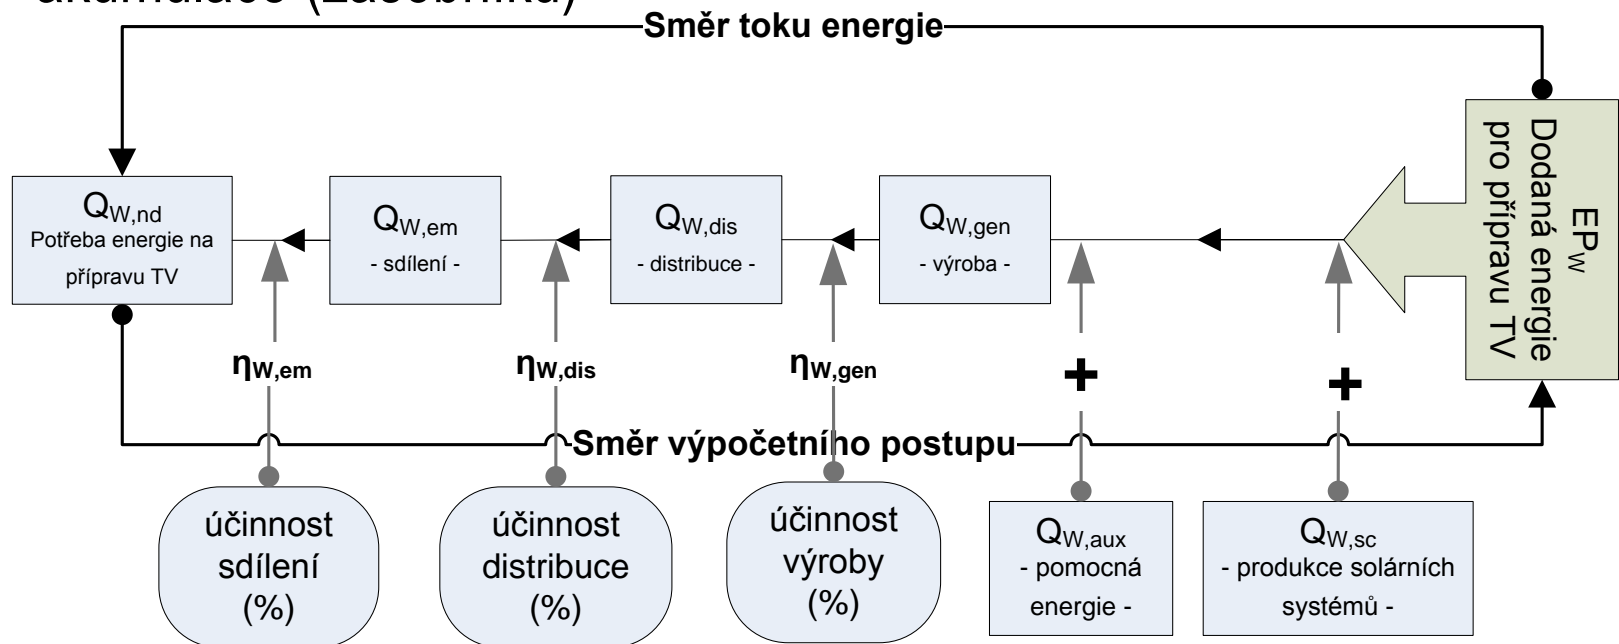 akumulace (zásobníku)
Směr toku energie
EP_W
Dodaná energie
pro přípravu TV
Q_W,nd
Potřeba energie na
přípravu TV
Q_W,em
- sdílení -
Q_W,dis
- distribuce -
Q_W,gen
- výroba -
η_W,em
η_W,dis
η_W,gen
+
+
Směr výpočetního postupu
účinnost
sdílení
(%)
účinnost
distribuce
(%)
účinnost
výroby
(%)
Q_W,aux
- pomocná
energie -
Q_W,sc
- produkce solárních
systémů -